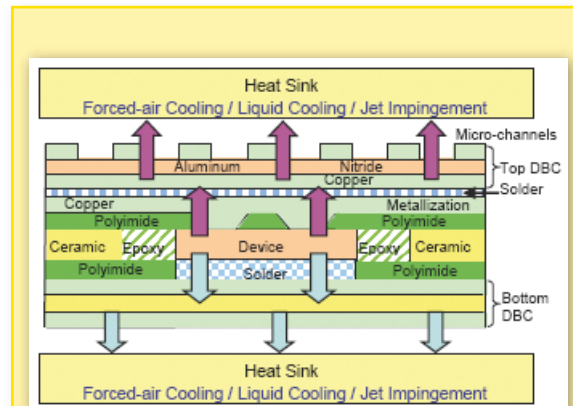 Heat Sink
Forced-air Cooling / Liquid Cooling / Jet Impingement
Micro-channels
Aluminum Nitride
Top DBC
Copper
Solder
Copper Metallization
Polyimide Polyimide
Ceramic Epoxy Device Epoxy Ceramic
Polyimide Solder Polyimide
Bottom
DBC
Heat Sink
Forced-air Cooling / Liquid Cooling / Jet Impingement